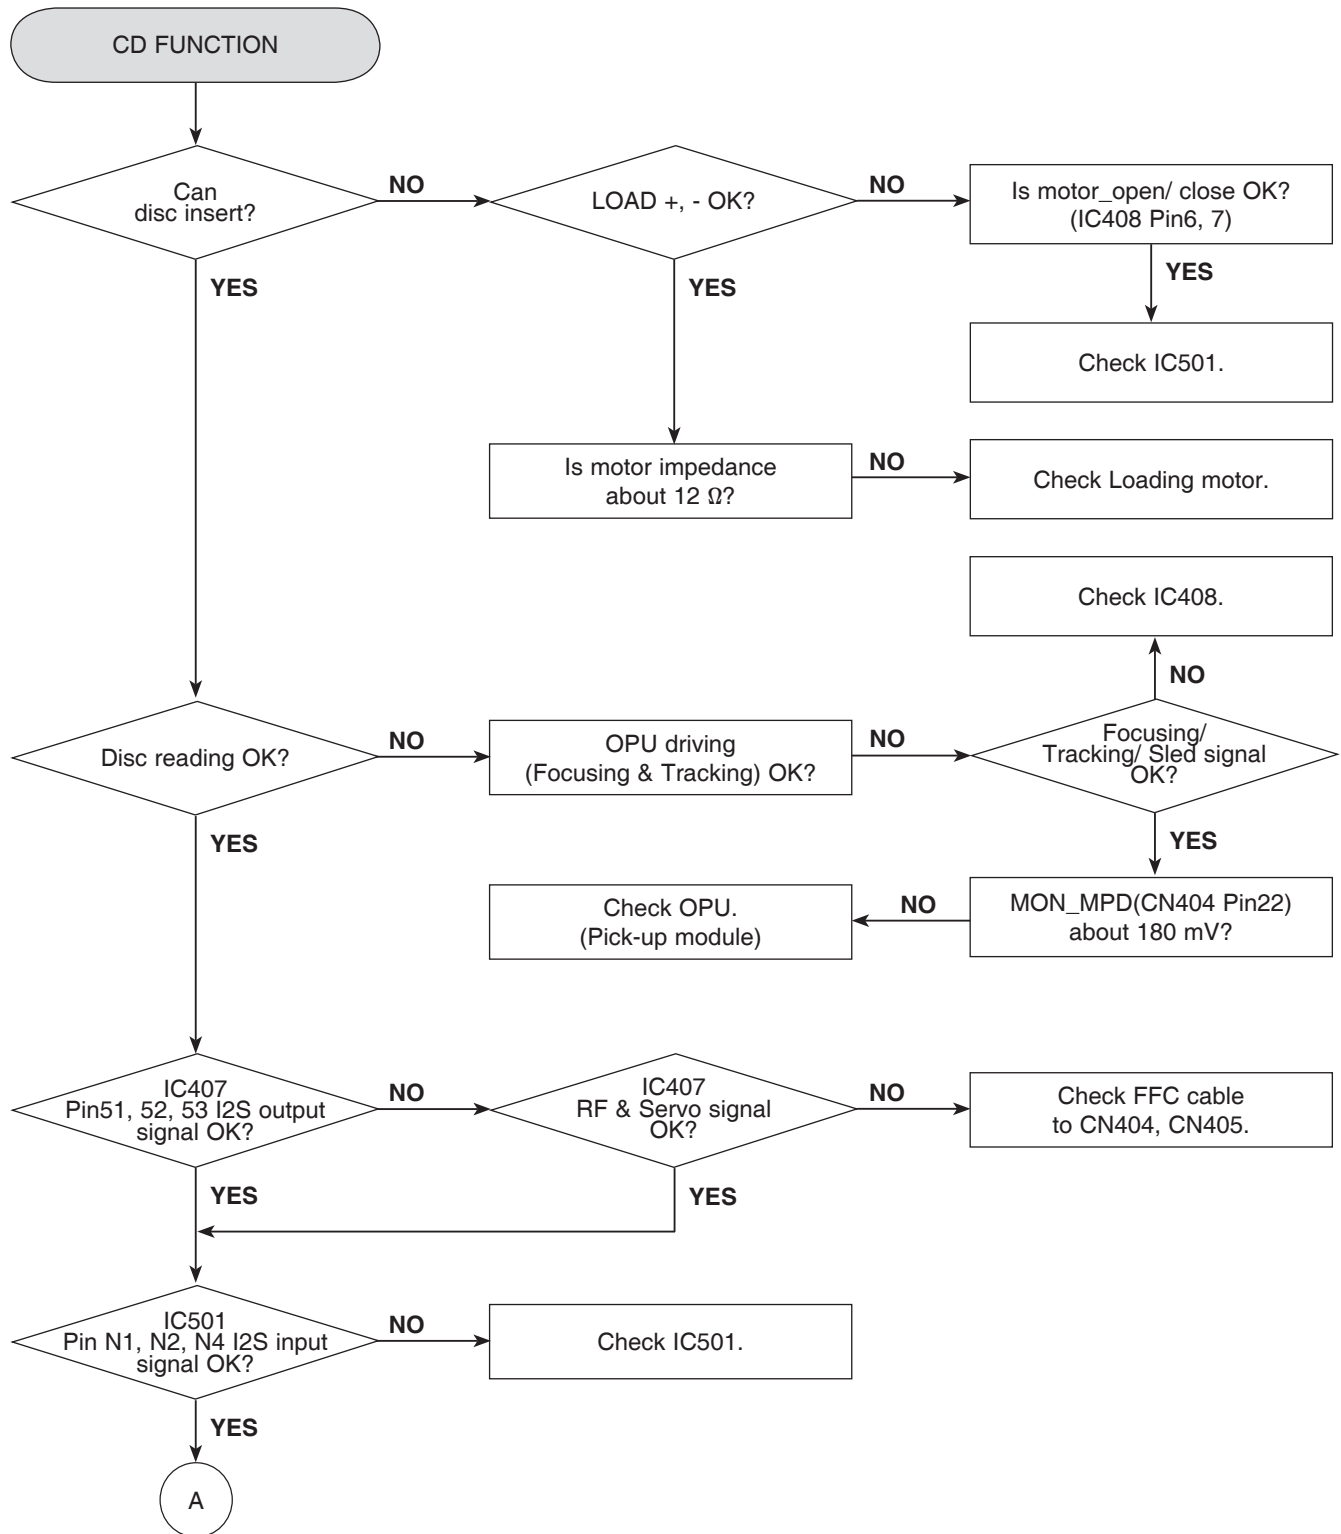 CD FUNCTION
Can
disc insert?
NO
LOAD +, - OK?
NO
Is motor_open/ close OK?
(IC408 Pin6, 7)
YES
YES
YES
Check IC501.
Is motor impedance
about 12 Ω?
NO
Check Loading motor.
Check IC408.
NO
Disc reading OK?
NO
OPU driving
(Focusing & Tracking) OK?
NO
Focusing/
Tracking/ Sled signal
OK?
YES
YES
Check OPU.
(Pick-up module)
NO
MON_MPD(CN404 Pin22)
about 180 mV?
IC407
Pin51, 52, 53 I2S output
signal OK?
NO
IC407
RF & Servo signal
OK?
NO
Check FFC cable
to CN404, CN405.
YES
YES
IC501
Pin N1, N2, N4 I2S input
signal OK?
NO
Check IC501.
YES
A